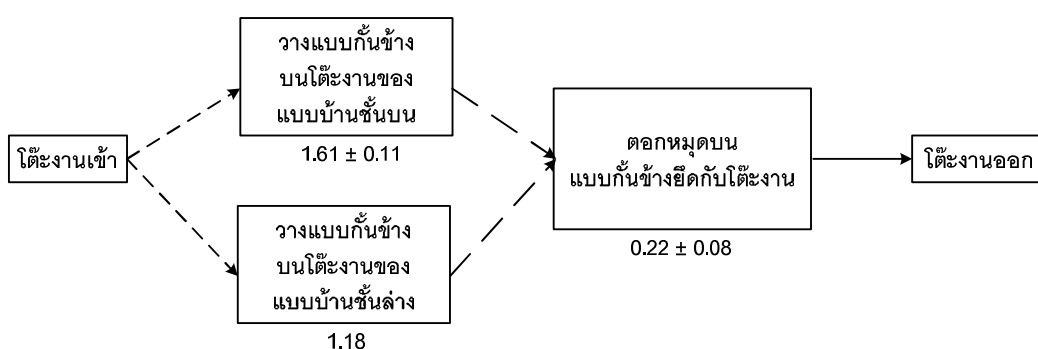 โต๊ะงานเข้า
วางแบบกั้นข้าง
บนโต๊ะงานของ
แบบบ้านชั้นบน
1.61 ± 0.11
วางแบบกั้นข้าง
บนโต๊ะงานของ
แบบบ้านชั้นล่าง
1.18
ตอกหมุดบน
แบบกั้นข้างยึดกับโต๊ะงาน
0.22 ± 0.08
โต๊ะงานออก